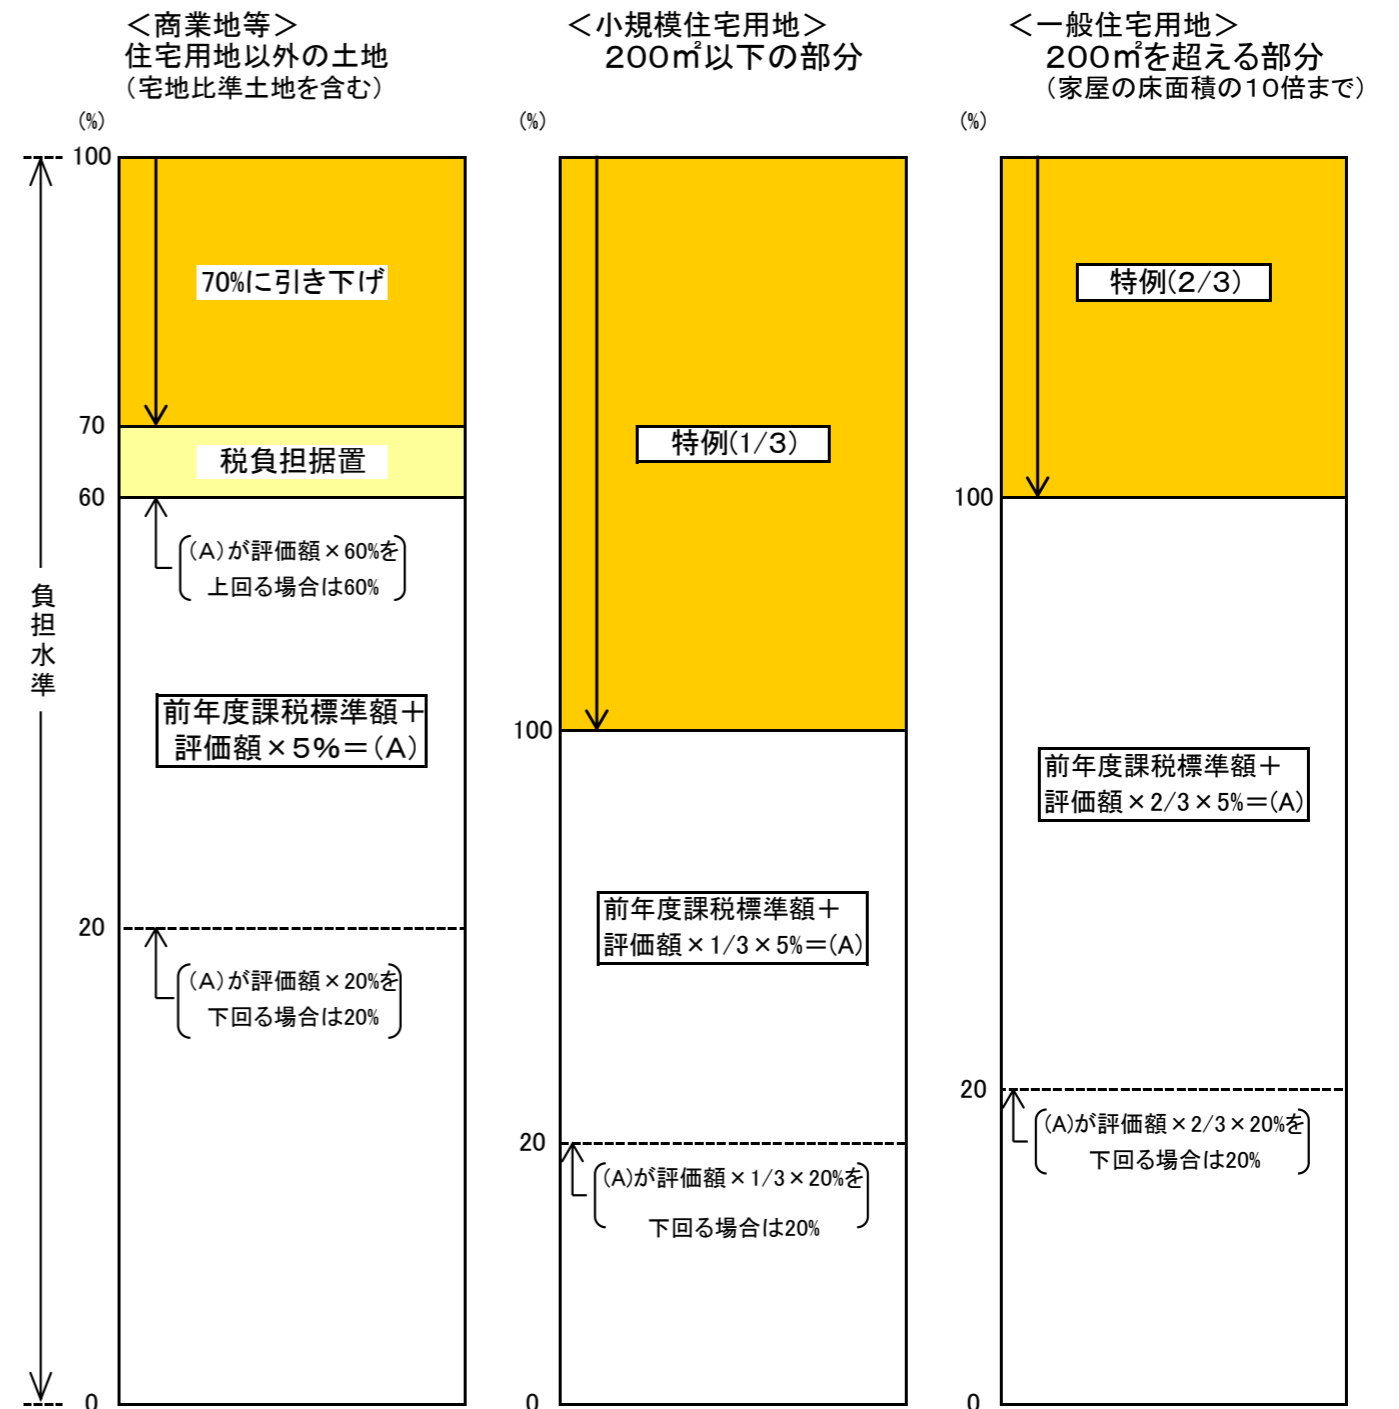 ＜商業地等＞
住宅用地以外の土地
（宅地比準土地を含む）
(%)
100
70%に引き下げ
70
税負担据置
60
(A)が評価額×60%を
上回る場合は60%
負担水準
前年度課税標準額＋
評価額×５％＝(A)
20
(A)が評価額×20%を
下回る場合は20%
0
＜小規模住宅用地＞
２００㎡以下の部分
(%)
特例(１/３)
100
前年度課税標準額＋
評価額×1/3×5%＝(A)
20
(A)が評価額×1/3×20%を
下回る場合は20%
0
＜一般住宅用地＞
２００㎡を超える部分
（家屋の床面積の１０倍まで）
(%)
特例(２/３)
100
前年度課税標準額＋
評価額×2/3×5%＝(A)
20
(A)が評価額×2/3×20%を
下回る場合は20%
0